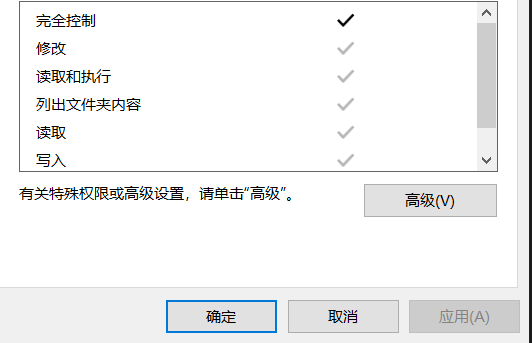 完全控制
修改
读取和执行
列出文件夹内容
读取
写入
有关特殊权限或高级设置，请单击“高级”。
高级(V)
确定
取消
应用(A)